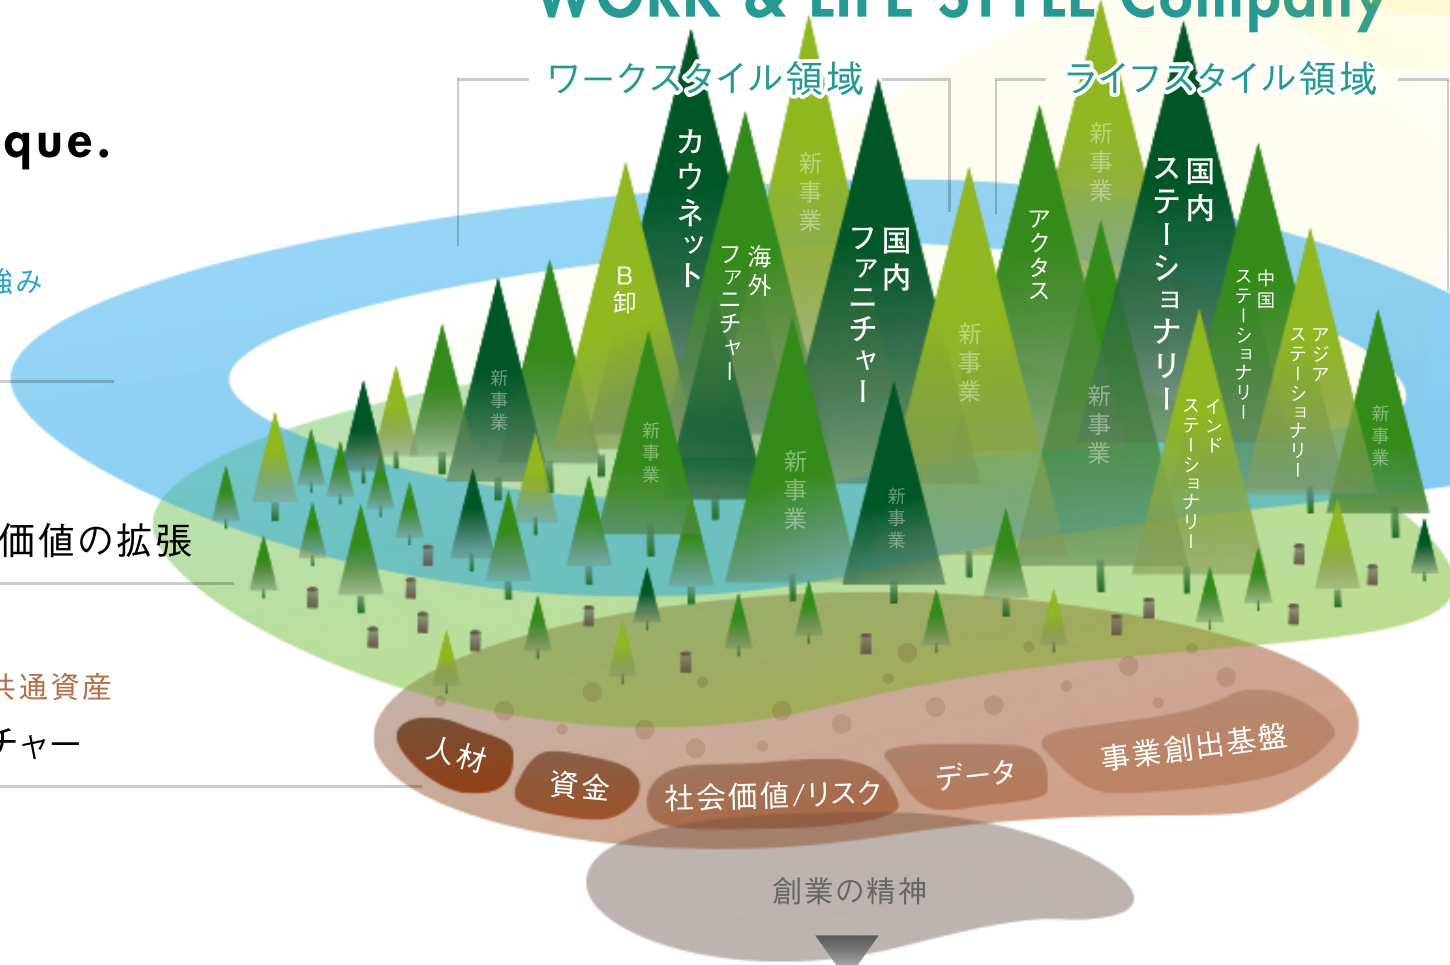 WORK & LIFE STYLE Company
ワークスタイル領域
ライフスタイル領域
que.
強み
価値の拡張
共通資産
チャー
カウネット
新事業
国内
ファニチャー
海外
ファニチャー
B卸
新事業
新事業
新事業
新事業
新事業
アクタス
新事業
国内
ステーショナリー
中国
ステーショナリー
アジア
ステーショナリー
インド
ステーショナリー
新事業
新事業
人材
資金
社会価値/リスク
データ
事業創出基盤
創業の精神